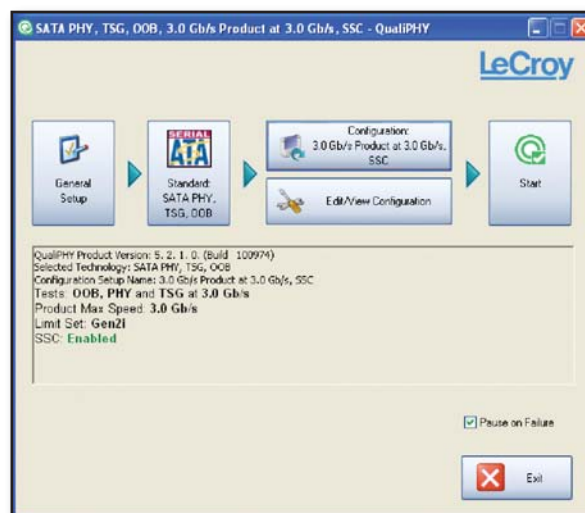 SATA PHY, TSG, OOB, 3.0 Gb/s Product at 3.0 Gb/s, SSC - QualiPHY
LeCroy
General
Setup
SERIAL
ATA
Standard:
SATA PHY,
TSG, OOB
Configuration:
3.0 Gb/s Product at 3.0 Gb/s,
SSC
Edit/View Configuration
Start
QualiPHY Product Version: 5. 2. 1. 0. (Build 100974)
Selected Technology: SATA PHY, TSG, OOB
Configuration Setup Name: 3.0 Gb/s Product at 3.0 Gb/s, SSC
Tests: OOB, PHY and TSG at 3.0 Gb/s
Product Max Speed: 3.0 Gb/s
Limit Set: Gen2i
SSC: Enabled
Pause on Failure
Exit